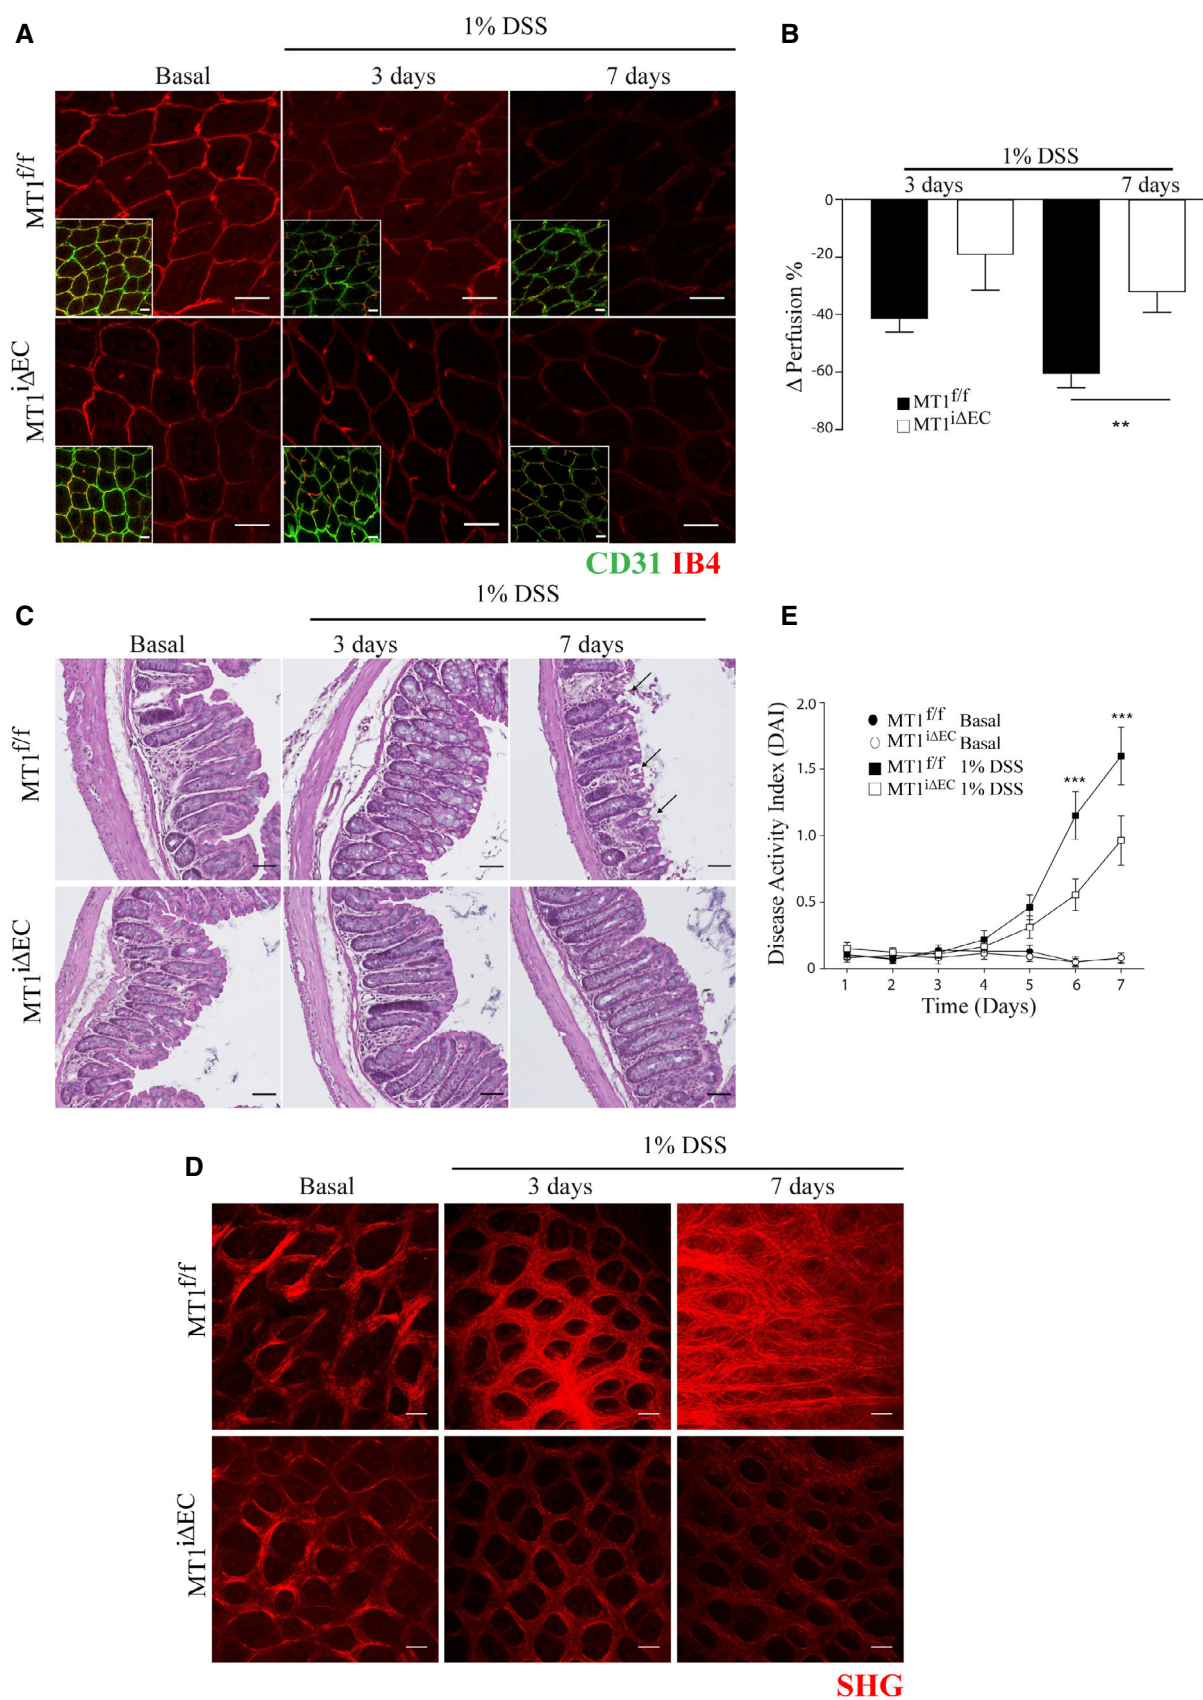 A
1% DSS
Basal
3 days
7 days
MT1f/f
MT1iΔEC
CD31 IB4
B
1% DSS
3 days
7 days
0
-20
-40
-60
-80
Δ Perfusion %
MT1f/f
MT1iΔEC
**
C
1% DSS
Basal
3 days
7 days
MT1f/f
MT1iΔEC
E
2.0
1.5
1.0
0.5
0
Disease Activity Index (DAI)
MT1f/f Basal
MT1iΔEC Basal
MT1f/f 1% DSS
MT1iΔEC 1% DSS
***
***
1 2 3 4 5 6 7
Time (Days)
D
1% DSS
Basal
3 days
7 days
MT1f/f
MT1iΔEC
SHG